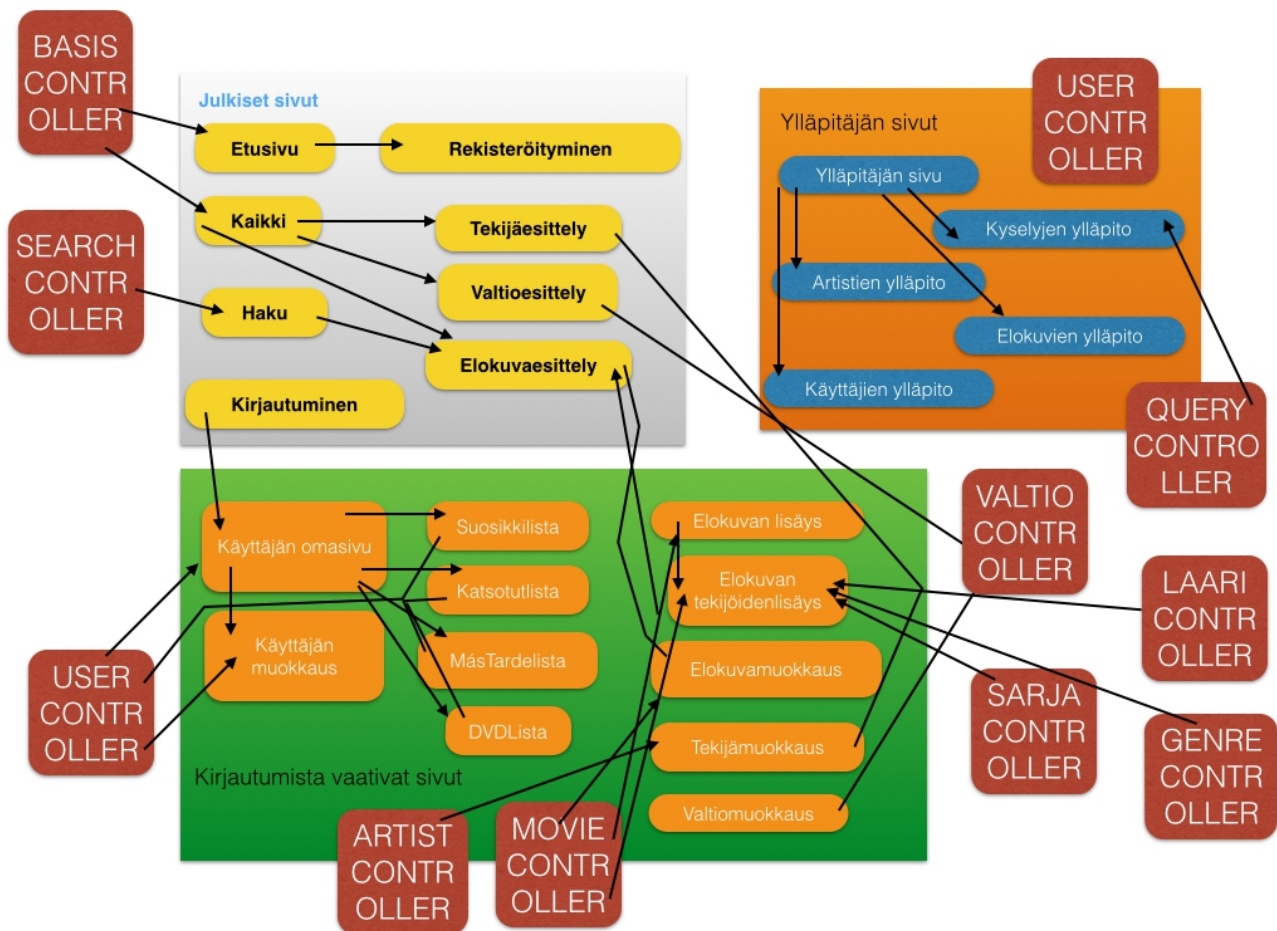 BASIS
CONTR
OLLER
SEARCH
CONTR
OLLER
Julkiset sivut
Etusivu
Rekisteröityminen
Kaikki
Tekijäesittely
Valtioesittely
Haku
Elokuvaesittely
Kirjautuminen
Ylläpitäjän sivut
USER
CONTR
OLLER
Ylläpitäjän sivu
Kyselyjen ylläpito
Artistien ylläpito
Elokuvien ylläpito
Käyttäjien ylläpito
QUERY
CONTRO
LLER
Käyttäjän omasivu
Suosikkilista
Katsotutlista
Käyttäjän
muokkaus
MásTardelista
DVDLista
Elokuvan lisäys
Elokuvan
tekijöidenlisäys
Elokuvamuokkaus
Tekijämuokkaus
Valtiomuokkaus
Kirjautumista vaativat sivut
USER
CONTR
OLLER
ARTIST
CONTR
OLLER
MOVIE
CONTR
OLLER
VALTIO
CONTR
OLLER
LAARI
CONTR
OLLER
SARJA
CONTR
OLLER
GENRE
CONTR
OLLER